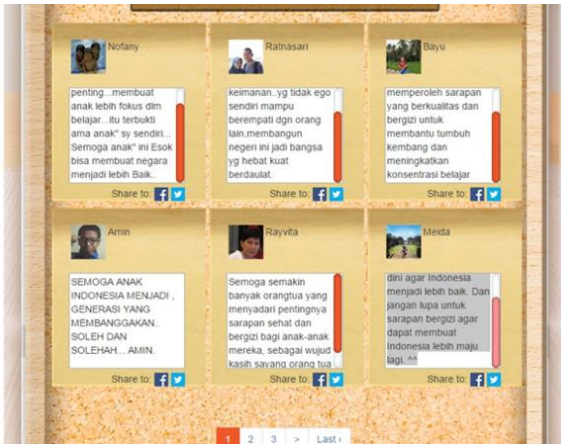 Nofany
penting...membuat
anak lebih fokus dlm
belajar...itu terbukti
ama anak" sy sendiri...
Semoga anak" ini Esok
bisa membuat negara
menjadi lebih Baik..
Share to:
Ratnasari
keimanan..yg tidak ego
sendiri mampu
berempati dgn orang
lain,membangun
negeri ini jadi bangsa
yg hebat kuat
berdaulat.
Share to:
Bayu
memperoleh sarapan
yang berkualitas dan
bergizi untuk
membantu tumbuh
kembang dan
meningkatkan
konsentrasi belajar
Share to:
Amin
SEMOGA ANAK
INDONESIA MENJADI ,
GENERASI YANG
MEMBANGGAKAN..
SOLEH DAN
SOLEHAH... AMIN.
Share to:
Rayvita
Semoga semakin
banyak orangtua yang
menyadari pentingnya
sarapan sehat dan
bergizi bagi anak-anak
mereka, sebagai wujud
kasih sayang orang tua
Share to:
Meida
dini agar Indonesia
menjadi lebih baik. Dan
jangan lupa untuk
sarapan bergizi agar
dapat membuat
Indonesia lebih maju
lagi. ^^
Share to:
1 2 3 > Last ›